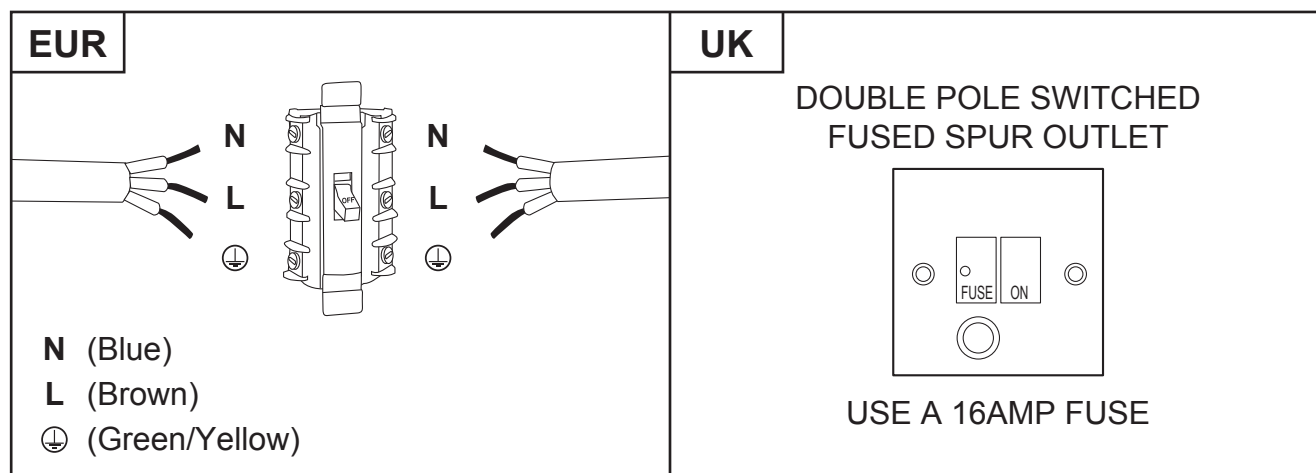 EUR
N
L
N
L
OFF
N (Blue)
L (Brown)
(Green/Yellow)
UK
DOUBLE POLE SWITCHED
FUSED SPUR OUTLET
FUSE ON
USE A 16AMP FUSE